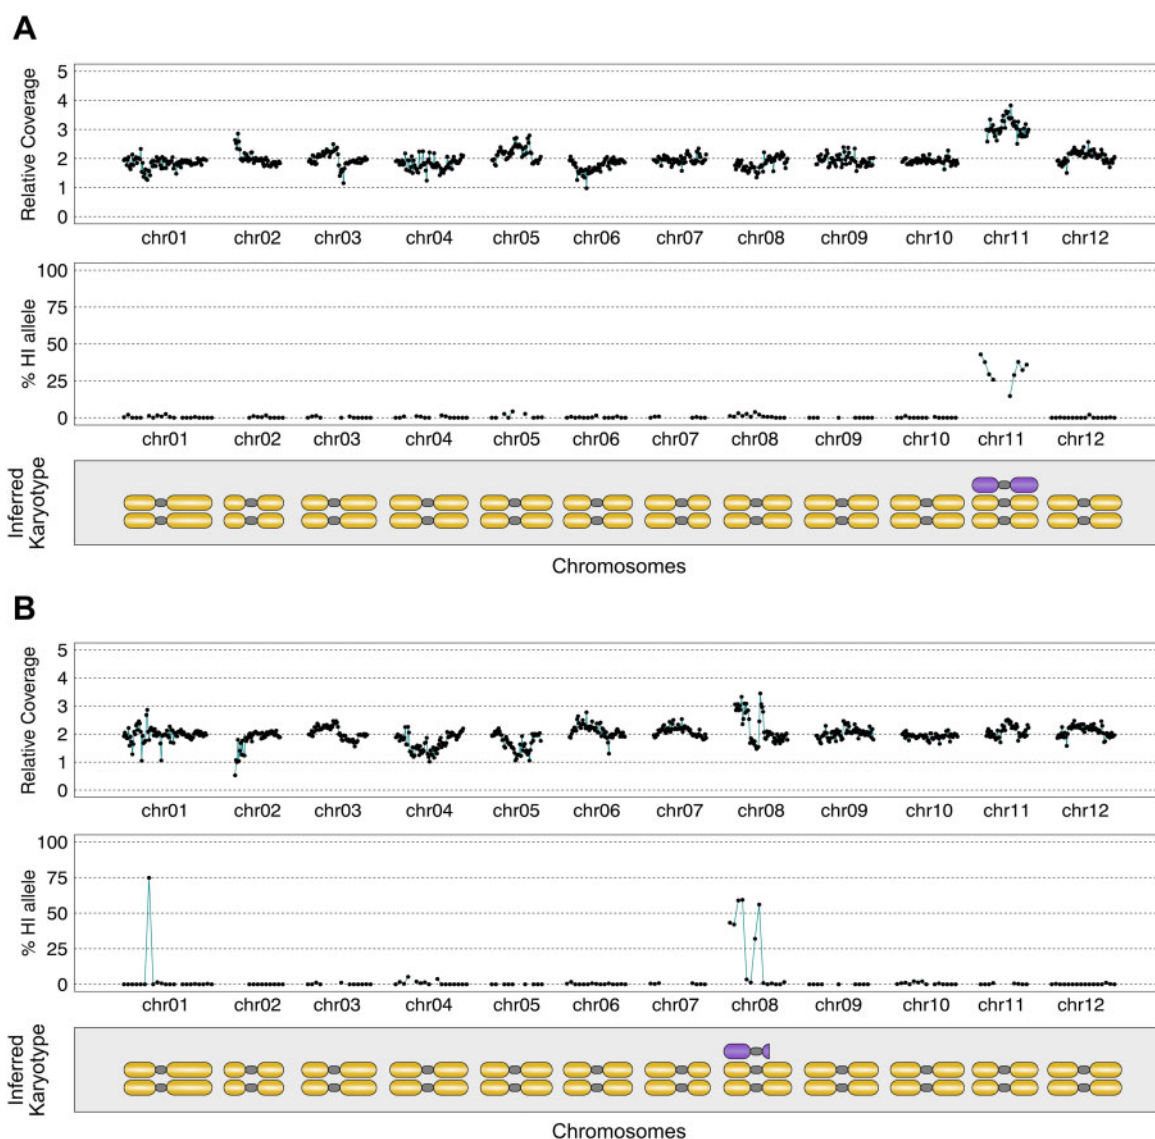 A
Relative Coverage
5
4
3
2
1
0
chr01 chr02 chr03 chr04 chr05 chr06 chr07 chr08 chr09 chr10 chr11 chr12
% HI allele
100
75
50
25
0
chr01 chr02 chr03 chr04 chr05 chr06 chr07 chr08 chr09 chr10 chr11 chr12
Inferred
Karyotype
Chromosomes
B
Relative Coverage
5
4
3
2
1
0
chr01 chr02 chr03 chr04 chr05 chr06 chr07 chr08 chr09 chr10 chr11 chr12
% HI allele
100
75
50
25
0
chr01 chr02 chr03 chr04 chr05 chr06 chr07 chr08 chr09 chr10 chr11 chr12
Inferred
Karyotype
Chromosomes